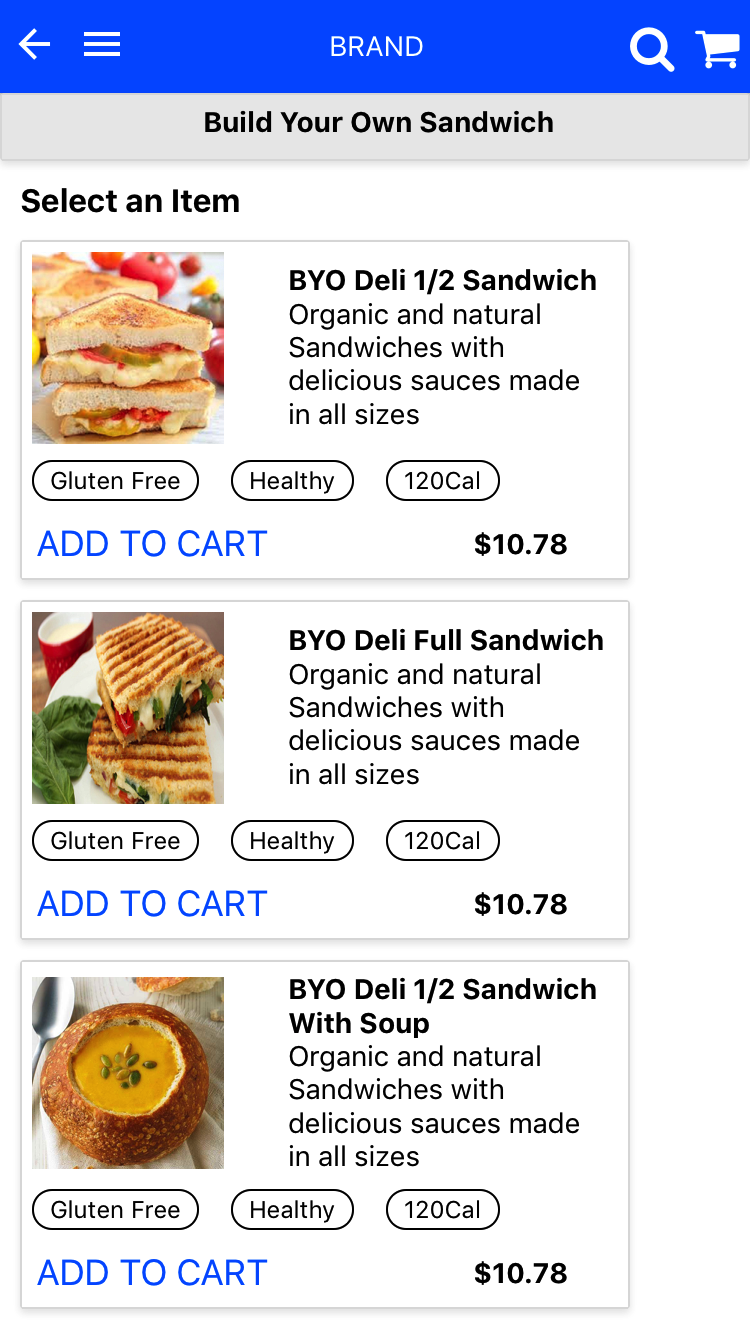 BRAND
Build Your Own Sandwich
Select an Item
BYO Deli 1/2 Sandwich
Organic and natural
Sandwiches with
delicious sauces made
in all sizes
Gluten Free Healthy 120Cal
ADD TO CART $10.78
BYO Deli Full Sandwich
Organic and natural
Sandwiches with
delicious sauces made
in all sizes
Gluten Free Healthy 120Cal
ADD TO CART $10.78
BYO Deli 1/2 Sandwich
With Soup
Organic and natural
Sandwiches with
delicious sauces made
in all sizes
Gluten Free Healthy 120Cal
ADD TO CART $10.78